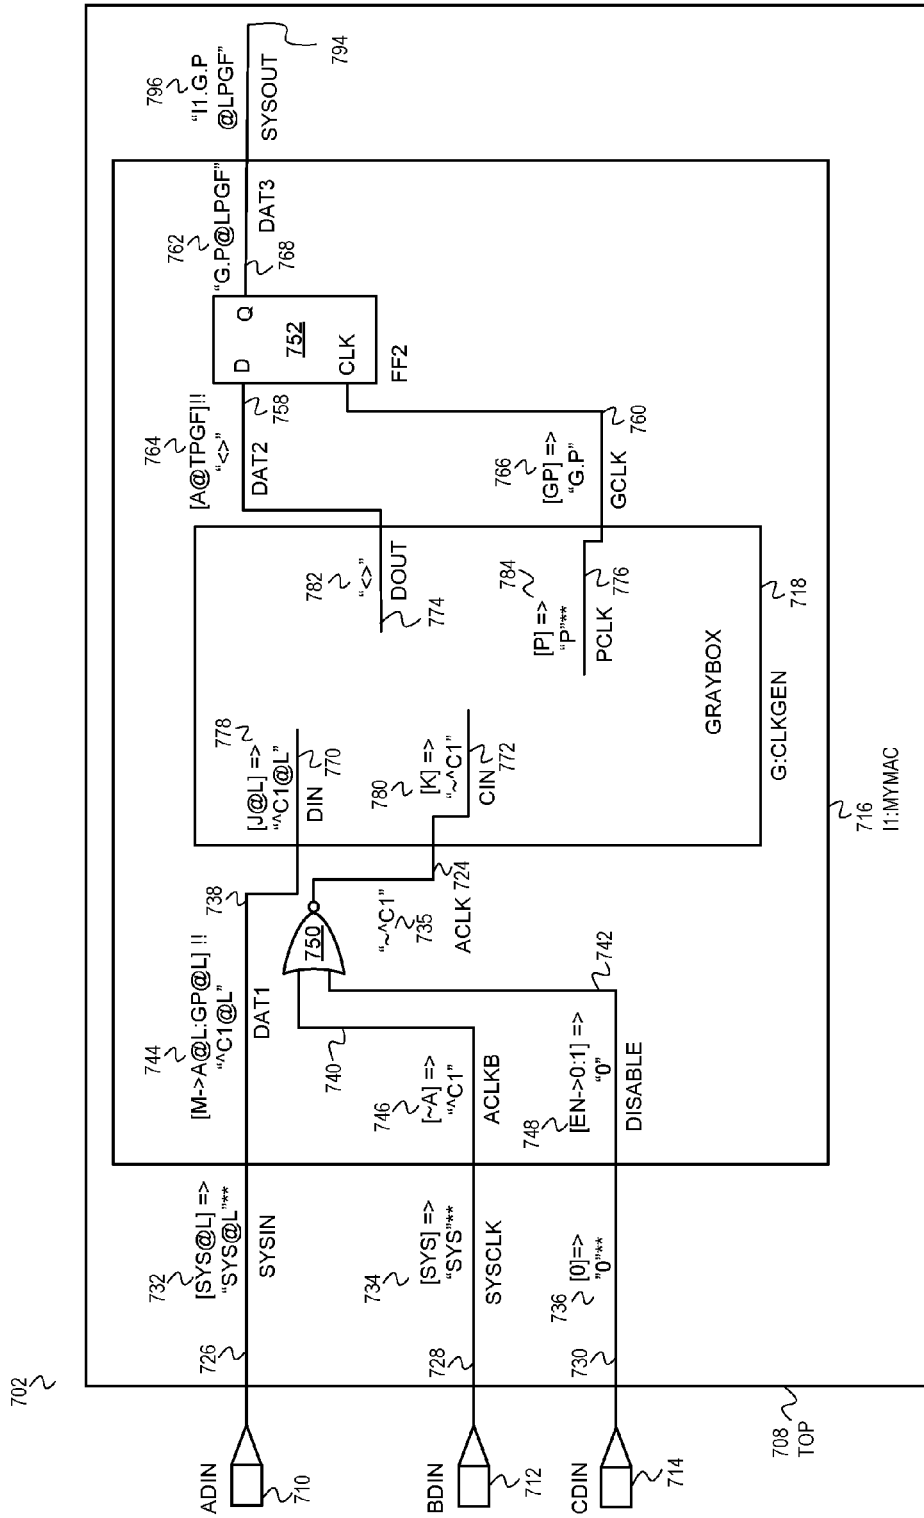 702
ADIN
710
BDIN
712
CDIN
714
708
TOP
726
732
[SYS@L] =>
"SYS@L"**
SYSIN
728
734
[SYS] =>
"SYS"**
SYSCLK
730
736
[0]=>
"0"**
744
[M->A@L:GP@L] !!
"^C1@L"
DAT1
738
740
746
[~A] =>
"^C1"
ACLKB
748
[EN->0:1] =>
"0"
DISABLE
742
750
"~^C1"
735
ACLK
724
716
I1:MYMAC
778
[J@L] =>
"^C1@L"
DIN
770
780
[K] =>
"~^C1"
CIN
772
782
"<>"
DOUT
774
784
[P] =>
"P"**
PCLK
776
GRAYBOX
G:CLKGEN
718
764
[A@TPGF]!!
"<>"
DAT2
758
766
[GP] =>
"G.P"
GCLK
760
D
Q
752
CLK
FF2
762
"G.P@LPGF"
768
DAT3
796
"I1.G.P
@LPGF"
SYSOUT
794